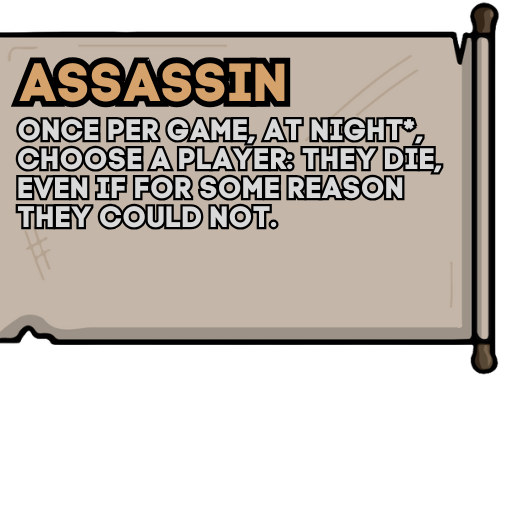 ASSASSIN
ONCE PER GAME, AT NIGHT*,
CHOOSE A PLAYER: THEY DIE,
EVEN IF FOR SOME REASON
THEY COULD NOT.